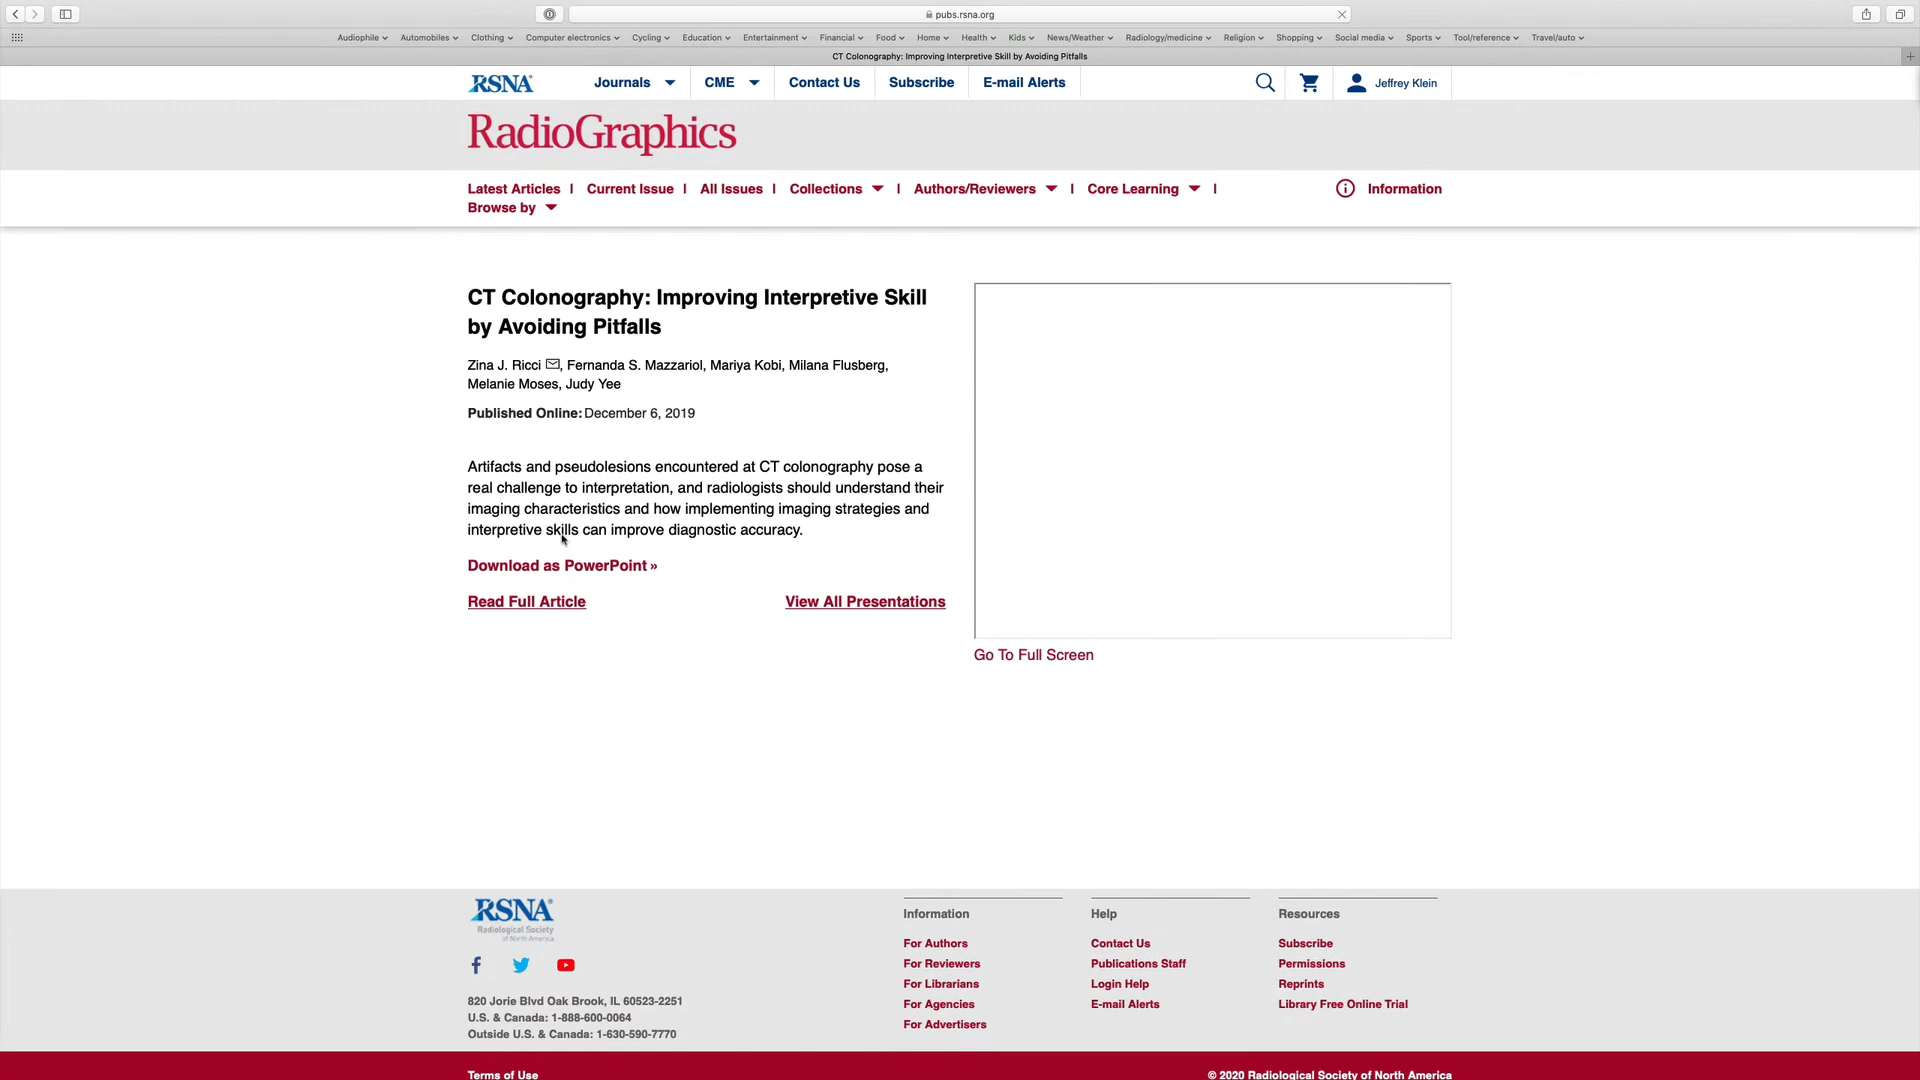 pubs.rsna.org
Audiophile Automobiles Clothing Computer electronics Cycling Education Entertainment Financial Food Home Health Kids News/Weather Radiology/medicine Religion Shopping Social media Sports Tool/reference Travel/auto
CT Colonography: Improving Interpretive Skill by Avoiding Pitfalls
RSNA Journals CME Contact Us Subscribe E-mail Alerts Jeffrey Klein
RadioGraphics
Latest Articles I Current Issue I All Issues I Collections I Authors/Reviewers I Core Learning I Information
Browse by
CT Colonography: Improving Interpretive Skill
by Avoiding Pitfalls
Zina J. Ricci , Fernanda S. Mazzariol, Mariya Kobi, Milana Flusberg,
Melanie Moses, Judy Yee
Published Online: December 6, 2019
Artifacts and pseudolesions encountered at CT colonography pose a
real challenge to interpretation, and radiologists should understand their
imaging characteristics and how implementing imaging strategies and
interpretive skills can improve diagnostic accuracy.
Download as PowerPoint »
Read Full Article View All Presentations
Go To Full Screen
RSNA
Radiological Society
of North America
820 Jorie Blvd Oak Brook, IL 60523-2251
U.S. & Canada: 1-888-600-0064
Outside U.S. & Canada: 1-630-590-7770
Information
For Authors
For Reviewers
For Librarians
For Agencies
For Advertisers
Help
Contact Us
Publications Staff
Login Help
E-mail Alerts
Resources
Subscribe
Permissions
Reprints
Library Free Online Trial
Terms of Use © 2020 Radiological Society of North America